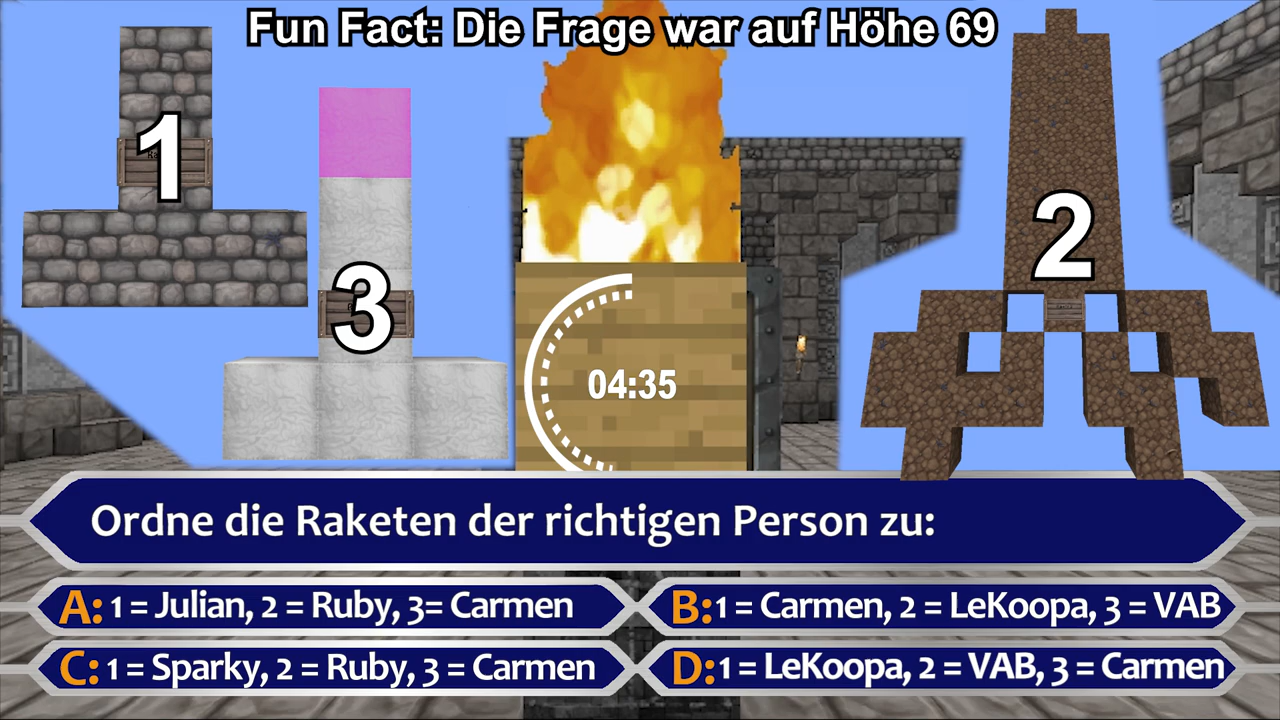 Fun Fact: Die Frage war auf Höhe 69
1
3
2
04:35
Ordne die Raketen der richtigen Person zu:
A: 1 = Julian, 2 = Ruby, 3= Carmen
B: 1 = Carmen, 2 = LeKoopa, 3 = VAB
C: 1 = Sparky, 2 = Ruby, 3 = Carmen
D: 1 = LeKoopa, 2 = VAB, 3 = Carmen